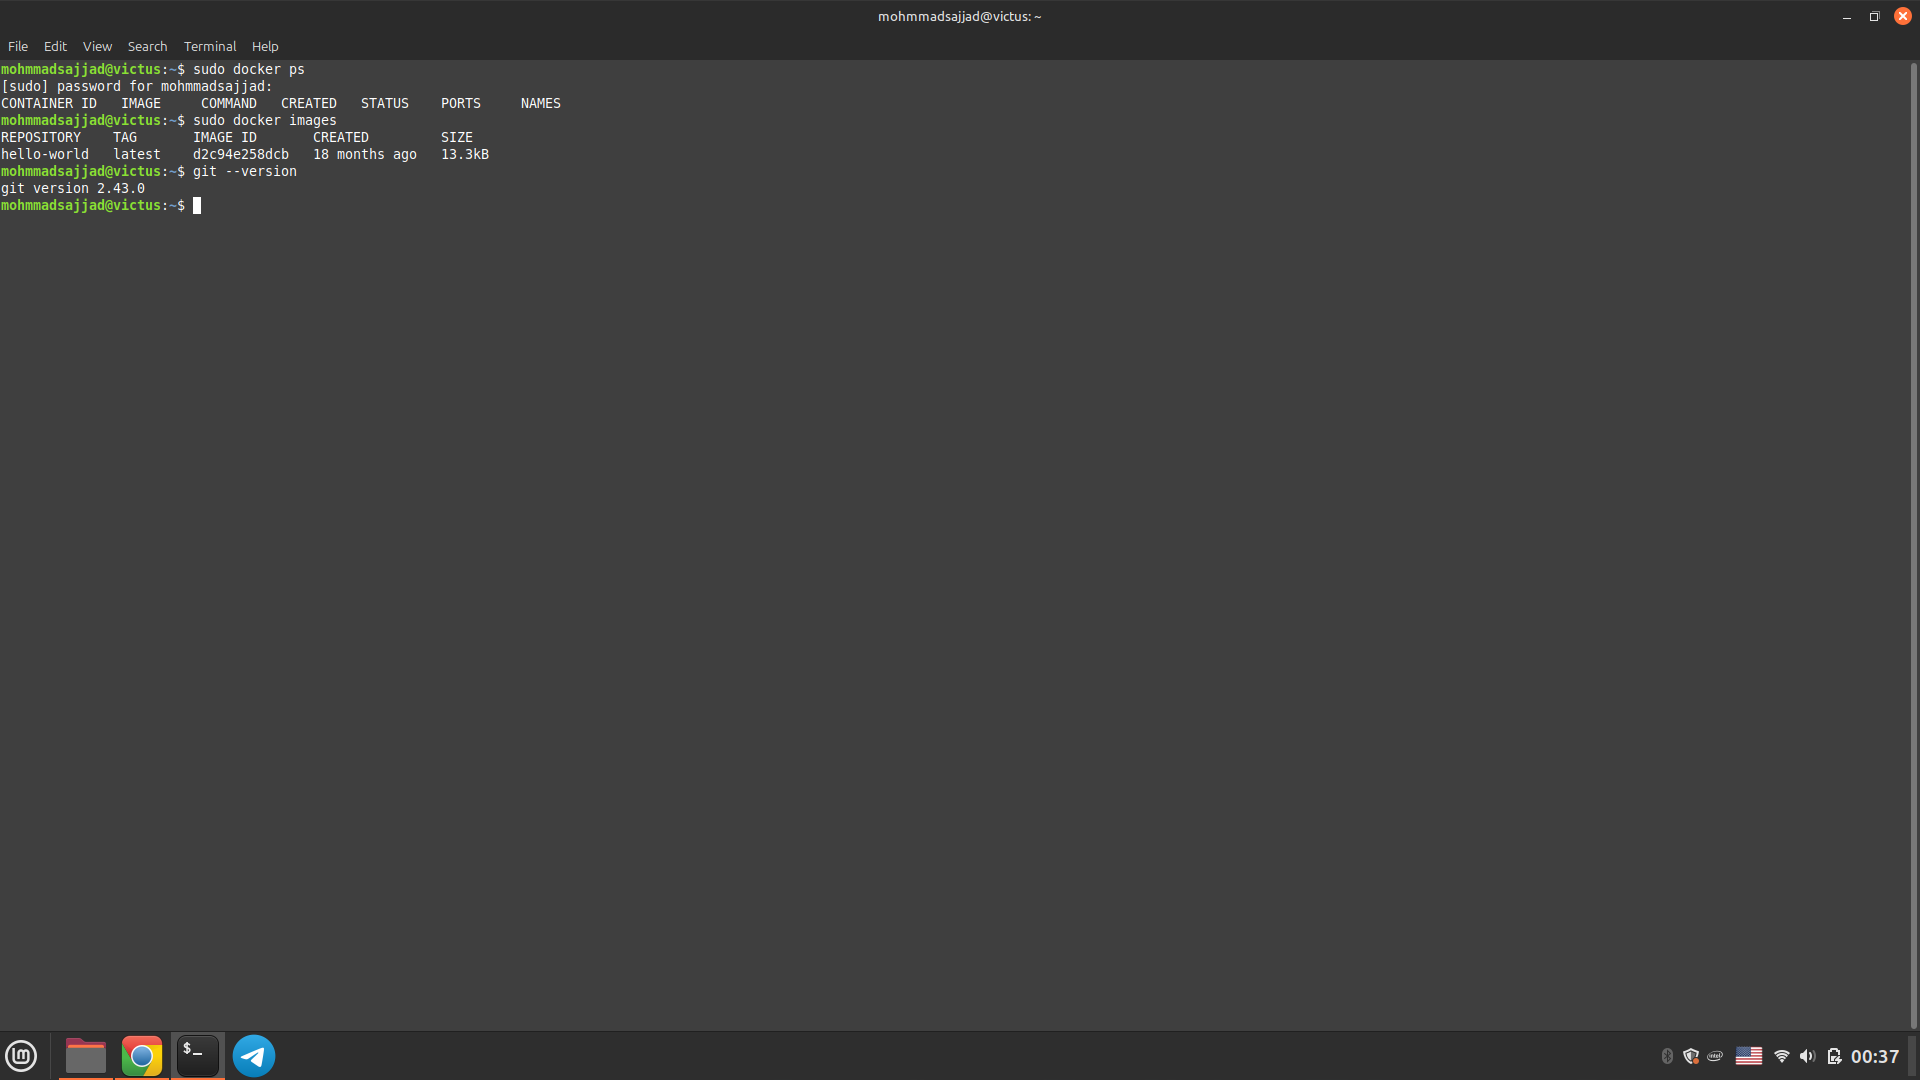 mohmmadsajjad@victus: ~
File Edit View Search Terminal Help
mohmmadsajjad@victus:~$ sudo docker ps
[sudo] password for mohmmadsajjad:
CONTAINER ID   IMAGE     COMMAND   CREATED   STATUS    PORTS     NAMES
mohmmadsajjad@victus:~$ sudo docker images
REPOSITORY    TAG       IMAGE ID       CREATED         SIZE
hello-world   latest    d2c94e258dcb   18 months ago   13.3kB
mohmmadsajjad@victus:~$ git --version
git version 2.43.0
mohmmadsajjad@victus:~$
$_
intel
00:37